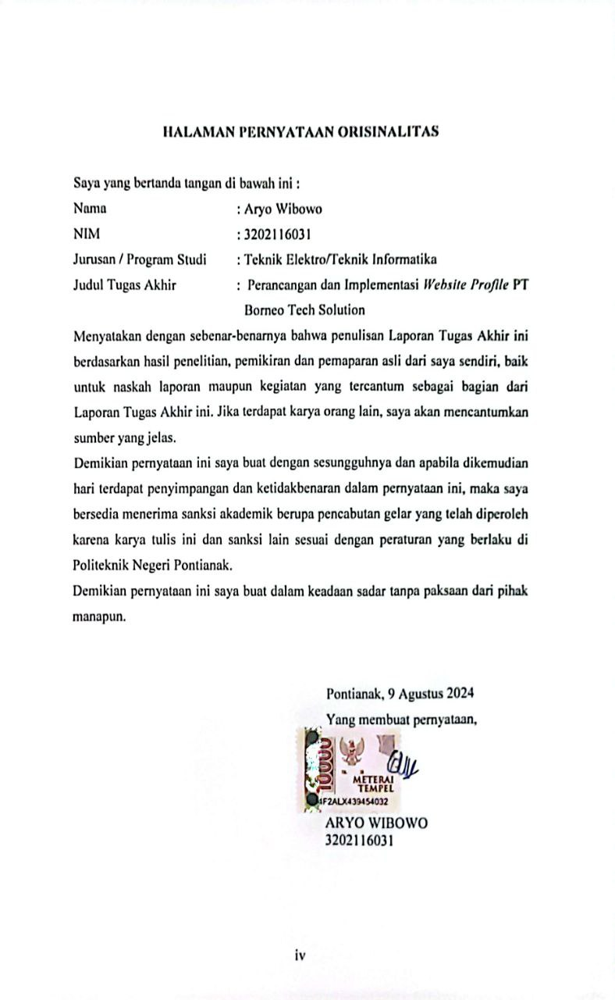 HALAMAN PERNYATAAN ORISINALITAS
Saya yang bertanda tangan di bawah ini :
Nama : Aryo Wibowo
NIM : 3202116031
Jurusan / Program Studi : Teknik Elektro/Teknik Informatika
Judul Tugas Akhir : Perancangan dan Implementasi Website Profile PT
Borneo Tech Solution
Menyatakan dengan sebenar-benarnya bahwa penulisan Laporan Tugas Akhir ini
berdasarkan hasil penelitian, pemikiran dan pemaparan asli dari saya sendiri, baik
untuk naskah laporan maupun kegiatan yang tercantum sebagai bagian dari
Laporan Tugas Akhir ini. Jika terdapat karya orang lain, saya akan mencantumkan
sumber yang jelas.
Demikian pernyataan ini saya buat dengan sesungguhnya dan apabila dikemudian
hari terdapat penyimpangan dan ketidakbenaran dalam pernyataan ini, maka saya
bersedia menerima sanksi akademik berupa pencabutan gelar yang telah diperoleh
karena karya tulis ini dan sanksi lain sesuai dengan peraturan yang berlaku di
Politeknik Negeri Pontianak.
Demikian pernyataan ini saya buat dalam keadaan sadar tanpa paksaan dari pihak
manapun.
Pontianak, 9 Agustus 2024
Yang membuat pernyataan,
10000
METERAI
TEMPEL
4F2ALX439454032
ARYO WIBOWO
3202116031
iv